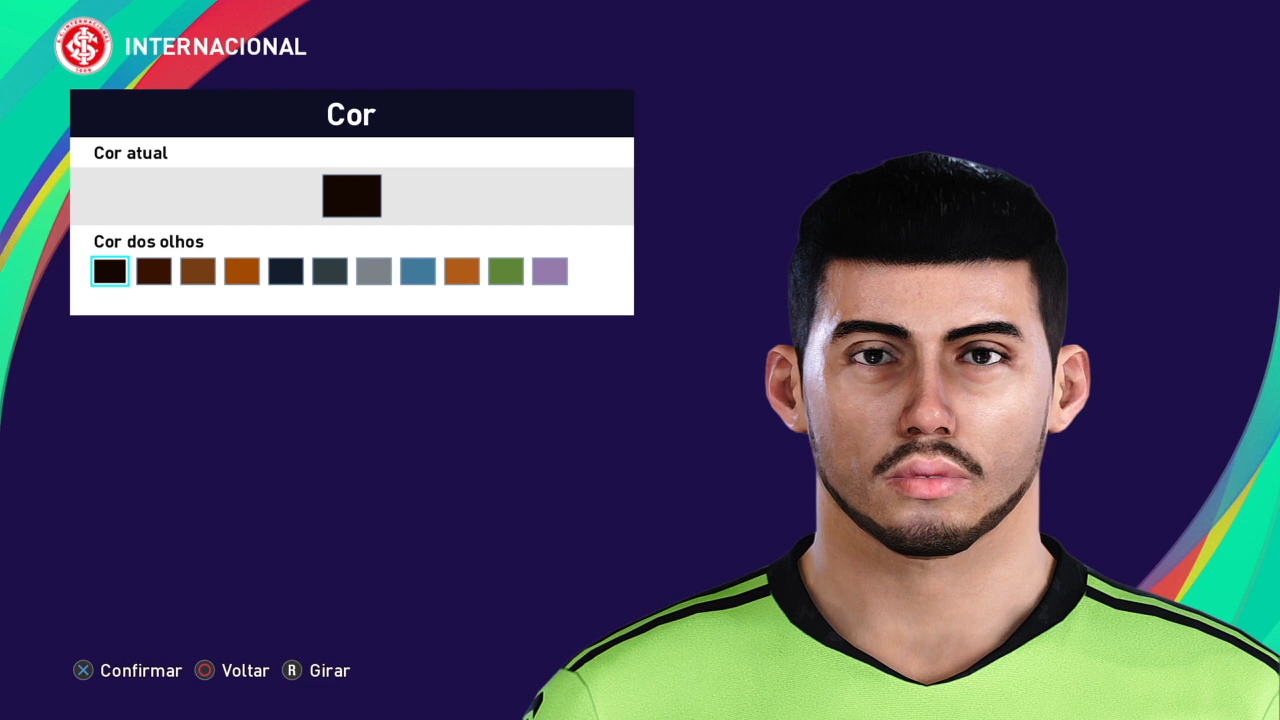 INTERNACIONAL
Cor
Cor atual
Cor dos olhos
Confirmar
Voltar
R
Girar